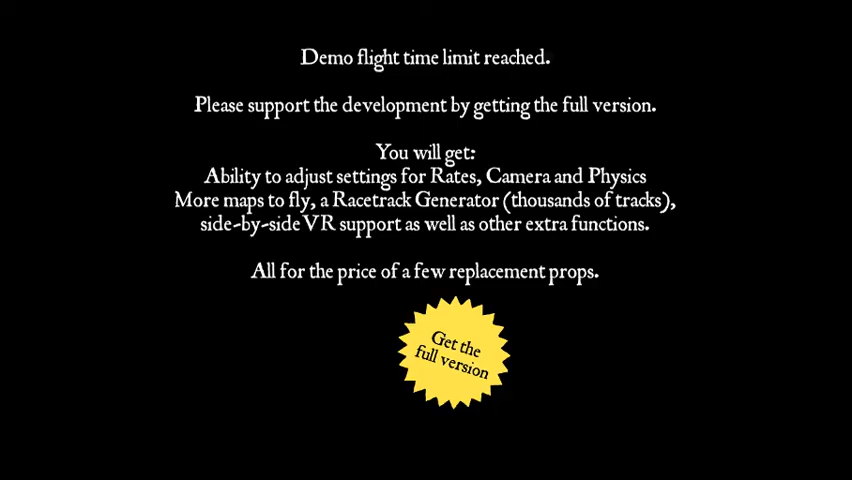 Demo flight time limit reached.
Please support the development by getting the full version.
You will get:
Ability to adjust settings for Rates, Camera and Physics
More maps to fly, a Racetrack Generator (thousands of tracks),
side-by-side VR support as well as other extra functions.
All for the price of a few replacement props.
Get the
full version